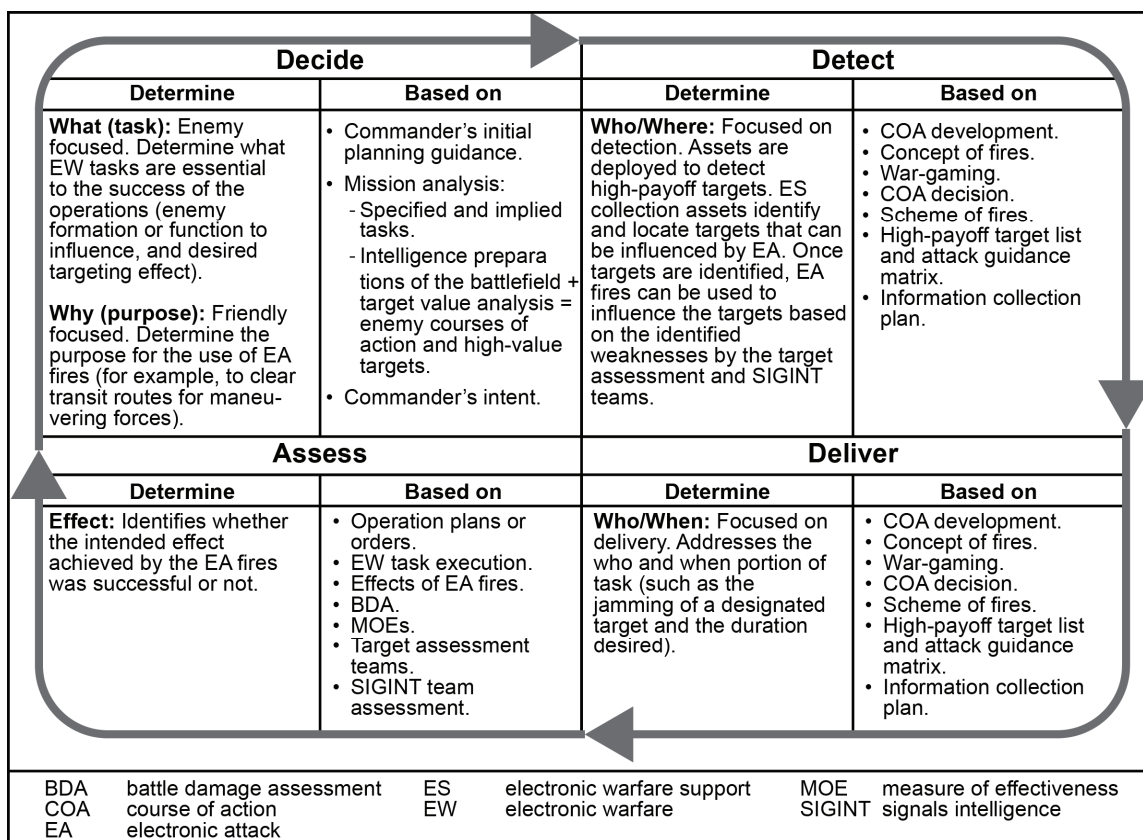 Decide
Determine
Based on
What (task): Enemy
focused. Determine what
EW tasks are essential
to the success of the
operations (enemy
formation or function to
influence, and desired
targeting effect).
Why (purpose): Friendly
focused. Determine the
purpose for the use of EA
fires (for example, to clear
transit routes for maneu-
vering forces).
• Commander’s initial
planning guidance.
• Mission analysis:
- Specified and implied
tasks.
- Intelligence prepara
tions of the battlefield +
target value analysis =
enemy courses of
action and high-value
targets.
• Commander’s intent.
Detect
Determine
Based on
Who/Where: Focused on
detection. Assets are
deployed to detect
high-payoff targets. ES
collection assets identify
and locate targets that can
be influenced by EA. Once
targets are identified, EA
fires can be used to
influence the targets based
on the identified
weaknesses by the target
assessment and SIGINT
teams.
• COA development.
• Concept of fires.
• War-gaming.
• COA decision.
• Scheme of fires.
• High-payoff target list
and attack guidance
matrix.
• Information collection
plan.
Assess
Determine
Based on
Effect: Identifies whether
the intended effect
achieved by the EA fires
was successful or not.
• Operation plans or
orders.
• EW task execution.
• Effects of EA fires.
• BDA.
• MOEs.
• Target assessment
teams.
• SIGINT team
assessment.
Deliver
Determine
Based on
Who/When: Focused on
delivery. Addresses the
who and when portion of
task (such as the
jamming of a designated
target and the duration
desired).
• COA development.
• Concept of fires.
• War-gaming.
• COA decision.
• Scheme of fires.
• High-payoff target list
and attack guidance
matrix.
• Information collection
plan.
BDA battle damage assessment
COA course of action
EA electronic attack
ES electronic warfare support
EW electronic warfare
MOE measure of effectiveness
SIGINT signals intelligence